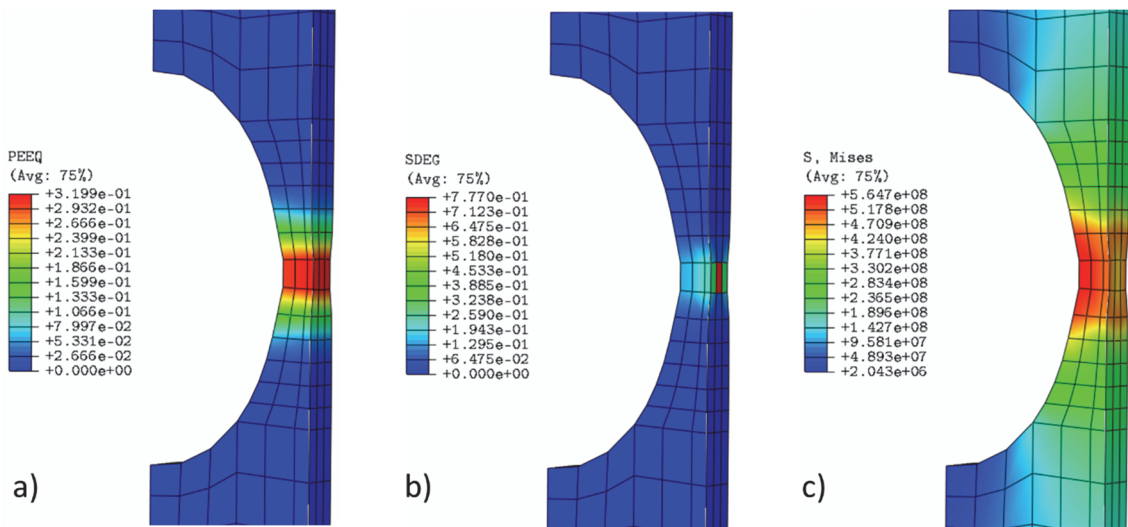 PEEQ
(Avg: 75%)
+3.199e-01
+2.932e-01
+2.666e-01
+2.399e-01
+2.133e-01
+1.866e-01
+1.599e-01
+1.333e-01
+1.066e-01
+7.997e-02
+5.331e-02
+2.666e-02
+0.000e+00
a)
SDEG
(Avg: 75%)
+7.770e-01
+7.123e-01
+6.475e-01
+5.828e-01
+5.180e-01
+4.533e-01
+3.885e-01
+3.238e-01
+2.590e-01
+1.943e-01
+1.295e-01
+6.475e-02
+0.000e+00
b)
S, Mises
(Avg: 75%)
+5.647e+08
+5.178e+08
+4.709e+08
+4.240e+08
+3.771e+08
+3.302e+08
+2.834e+08
+2.365e+08
+1.896e+08
+1.427e+08
+9.581e+07
+4.893e+07
+2.043e+06
c)